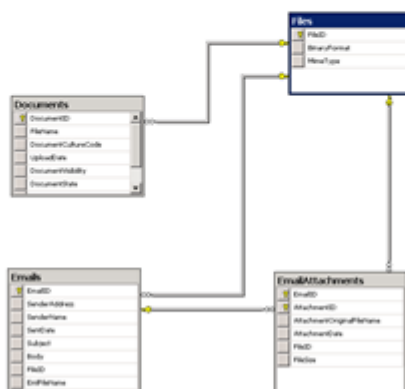 Files
FileID
BinaryFormat
MimeType
Documents
DocumentID
FileName
DocumentCultureCode
UploadDate
DocumentVisibility
DocumentState
Emails
EmailID
SenderAddress
SenderName
SentDate
Subject
Body
FileID
EmlFileName
EmailAttachments
EmailID
AttachmentID
AttachmentOriginalFileName
AttachmentDate
FileID
FileSize